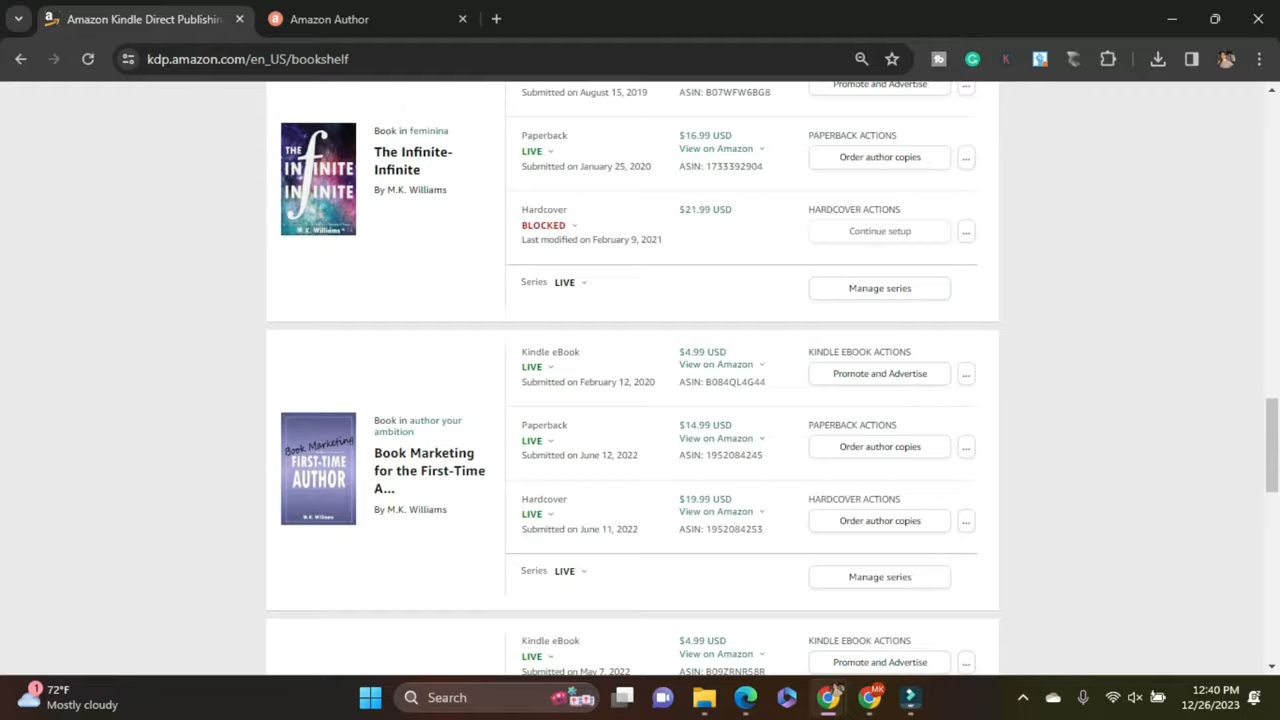 Amazon Kindle Direct Publishin
Amazon Author
kdp.amazon.com/en_US/bookshelf
Submitted on August 15, 2019
ASIN: B07WFW6BG8
Promote and Advertise
...
THE
INFINITE
INFINITE
M.K. Williams
Book in feminina
The Infinite-
Infinite
By M.K. Williams
Paperback
LIVE
Submitted on January 25, 2020
$16.99 USD
View on Amazon
ASIN: 1733392904
PAPERBACK ACTIONS
Order author copies
...
Hardcover
BLOCKED
Last modified on February 9, 2021
$21.99 USD
HARDCOVER ACTIONS
Continue setup
...
Series LIVE
Manage series
Book Marketing
FIRST-TIME
AUTHOR
M.K. Williams
Book in author your
ambition
Book Marketing
for the First-Time
A...
By M.K. Williams
Kindle eBook
LIVE
Submitted on February 12, 2020
$4.99 USD
View on Amazon
ASIN: B084QL4G44
KINDLE EBOOK ACTIONS
Promote and Advertise
...
Paperback
LIVE
Submitted on June 12, 2022
$14.99 USD
View on Amazon
ASIN: 1952084245
PAPERBACK ACTIONS
Order author copies
...
Hardcover
LIVE
Submitted on June 11, 2022
$19.99 USD
View on Amazon
ASIN: 1952084253
HARDCOVER ACTIONS
Order author copies
...
Series LIVE
Manage series
Kindle eBook
LIVE
Submitted on May 7, 2022
$4.99 USD
View on Amazon
ASIN: B09ZRNR58R
KINDLE EBOOK ACTIONS
Promote and Advertise
...
1
72°F
Mostly cloudy
Search
MK
12:40 PM
12/26/2023